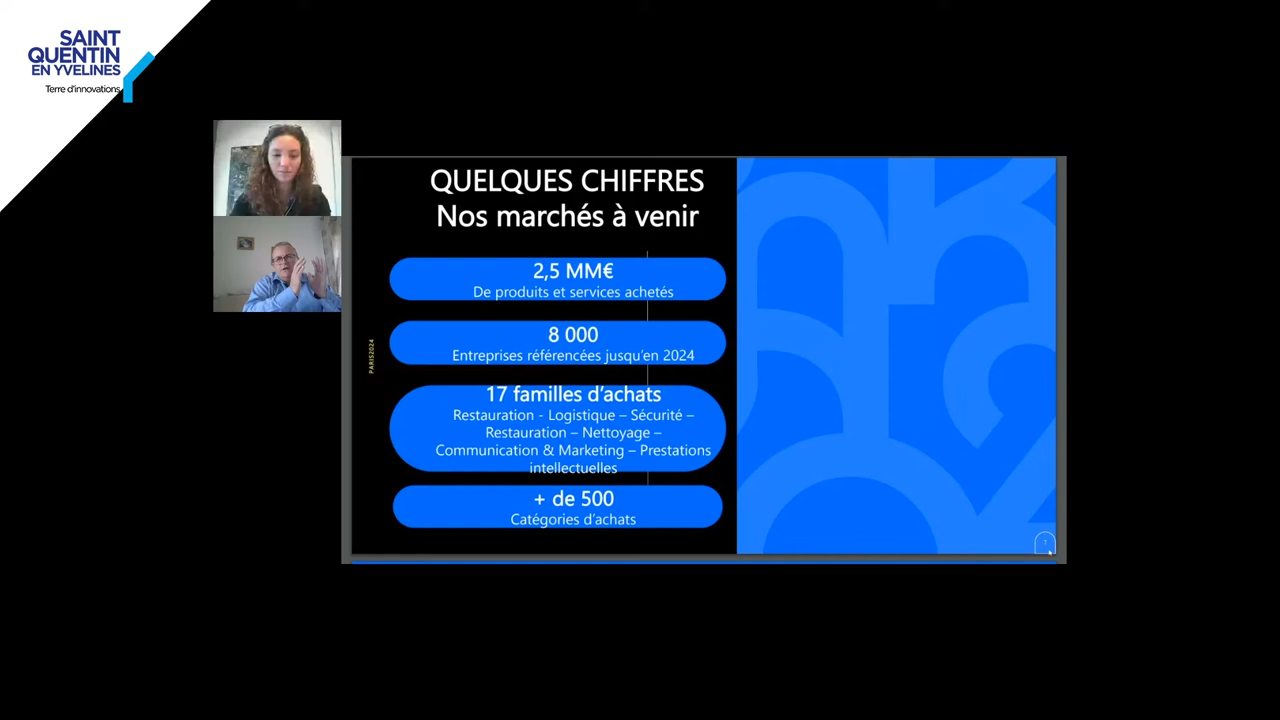 SAINT
QUENTIN
EN YVELINES
Terre d'innovations
QUELQUES CHIFFRES
Nos marchés à venir
2,5 MM€
De produits et services achetés
8 000
Entreprises référencées jusqu'en 2024
17 familles d'achats
Restauration - Logistique – Sécurité –
Restauration – Nettoyage –
Communication & Marketing – Prestations
intellectuelles
+ de 500
Catégories d'achats
PARIS2024